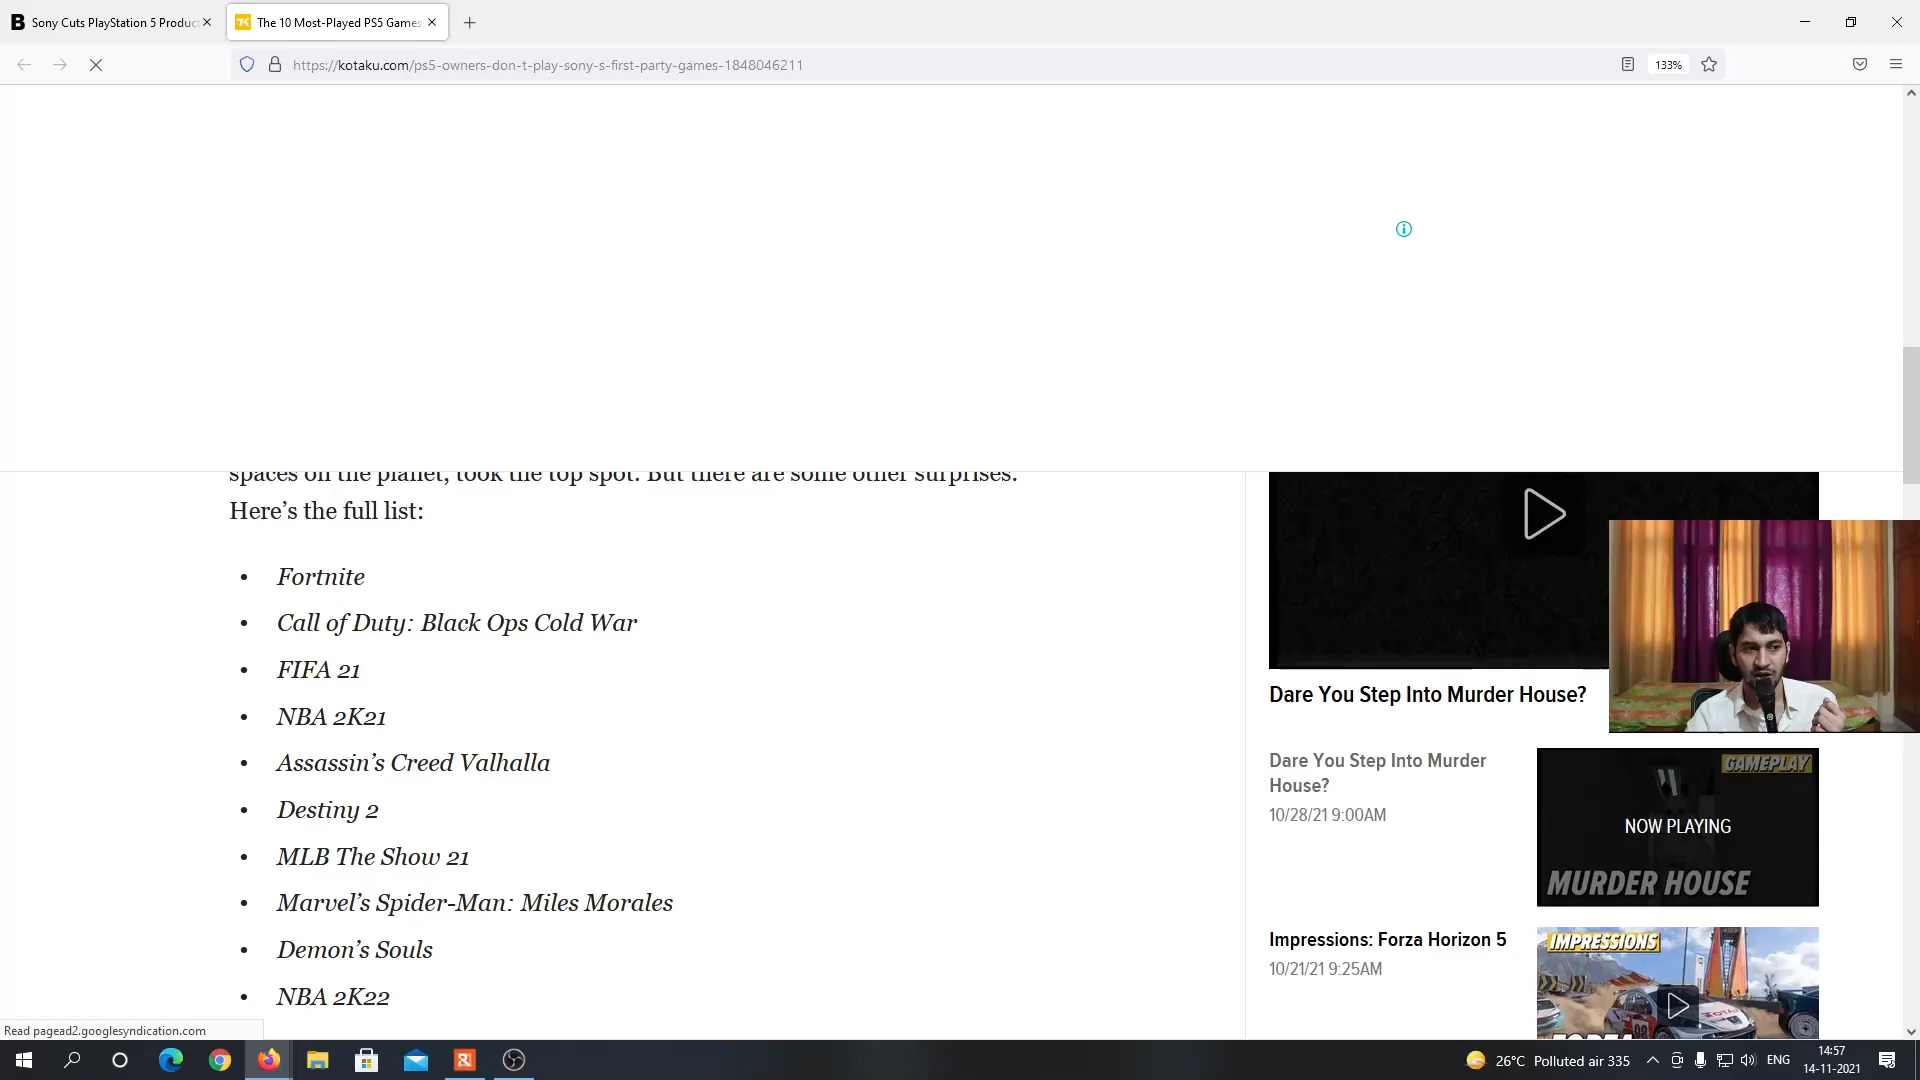 Sony Cuts PlayStation 5 Product
The 10 Most-Played PS5 Games
https://kotaku.com/ps5-owners-don-t-play-sony-s-first-party-games-1848046211
133%
spaces on the planet, took the top spot. But there are some other surprises.
Here’s the full list:
• Fortnite
• Call of Duty: Black Ops Cold War
• FIFA 21
• NBA 2K21
• Assassin’s Creed Valhalla
• Destiny 2
• MLB The Show 21
• Marvel’s Spider-Man: Miles Morales
• Demon’s Souls
• NBA 2K22
Dare You Step Into Murder House?
Dare You Step Into Murder
House?
10/28/21 9:00AM
GAMEPLAY
NOW PLAYING
MURDER HOUSE
Impressions: Forza Horizon 5
10/21/21 9:25AM
IMPRESSIONS
Read pagead2.googlesyndication.com
26°C Polluted air 335
ENG
14:57
14-11-2021